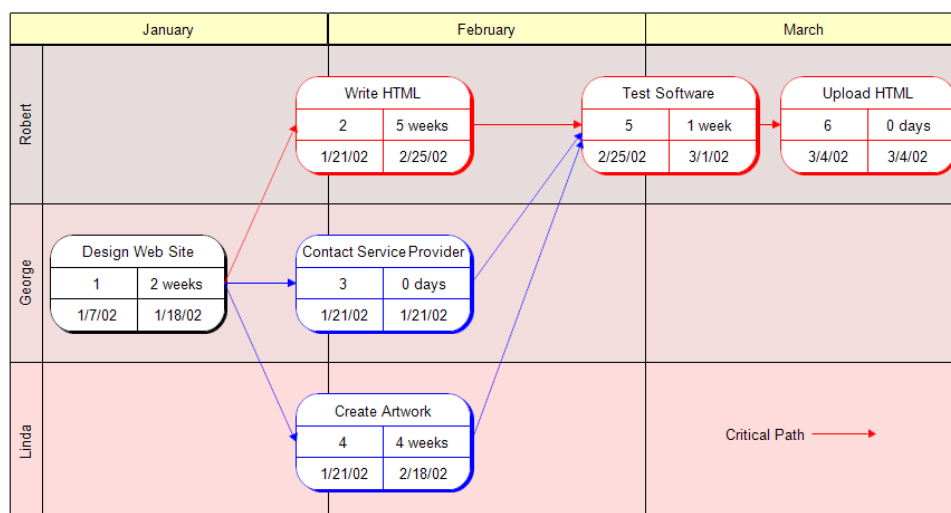 January February March
Robert
Write HTML
2 5 weeks
1/21/02 2/25/02
Test Software
5 1 week
2/25/02 3/1/02
Upload HTML
6 0 days
3/4/02 3/4/02
George
Design Web Site
1 2 weeks
1/7/02 1/18/02
Contact Service Provider
3 0 days
1/21/02 1/21/02
Linda
Create Artwork
4 4 weeks
1/21/02 2/18/02
Critical Path